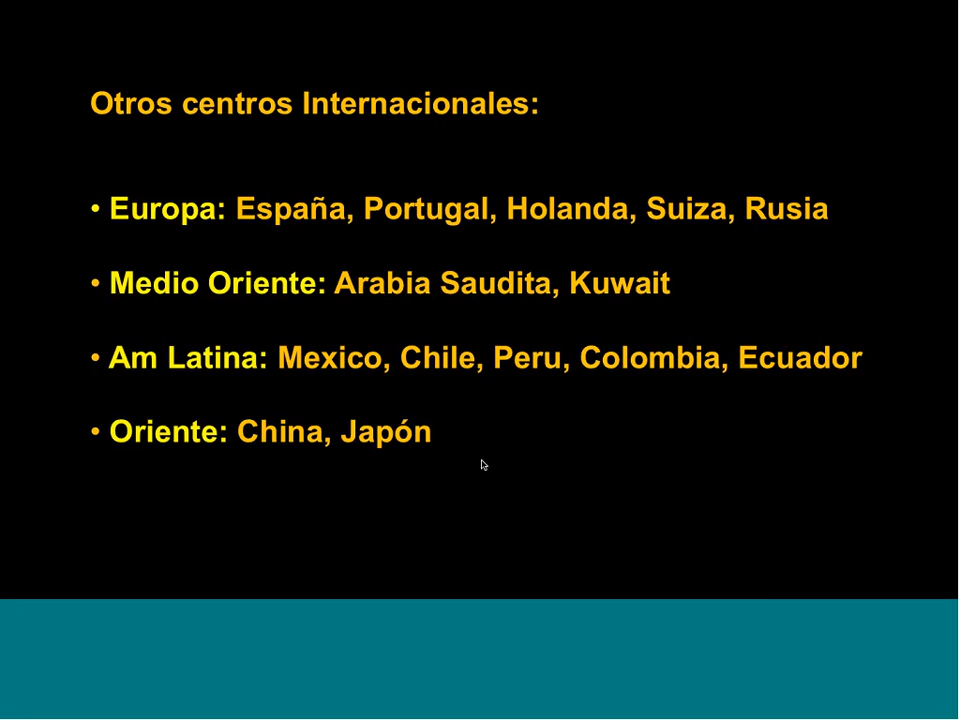 Otros centros Internacionales:
• Europa: España, Portugal, Holanda, Suiza, Rusia
• Medio Oriente: Arabia Saudita, Kuwait
• Am Latina: Mexico, Chile, Peru, Colombia, Ecuador
• Oriente: China, Japón